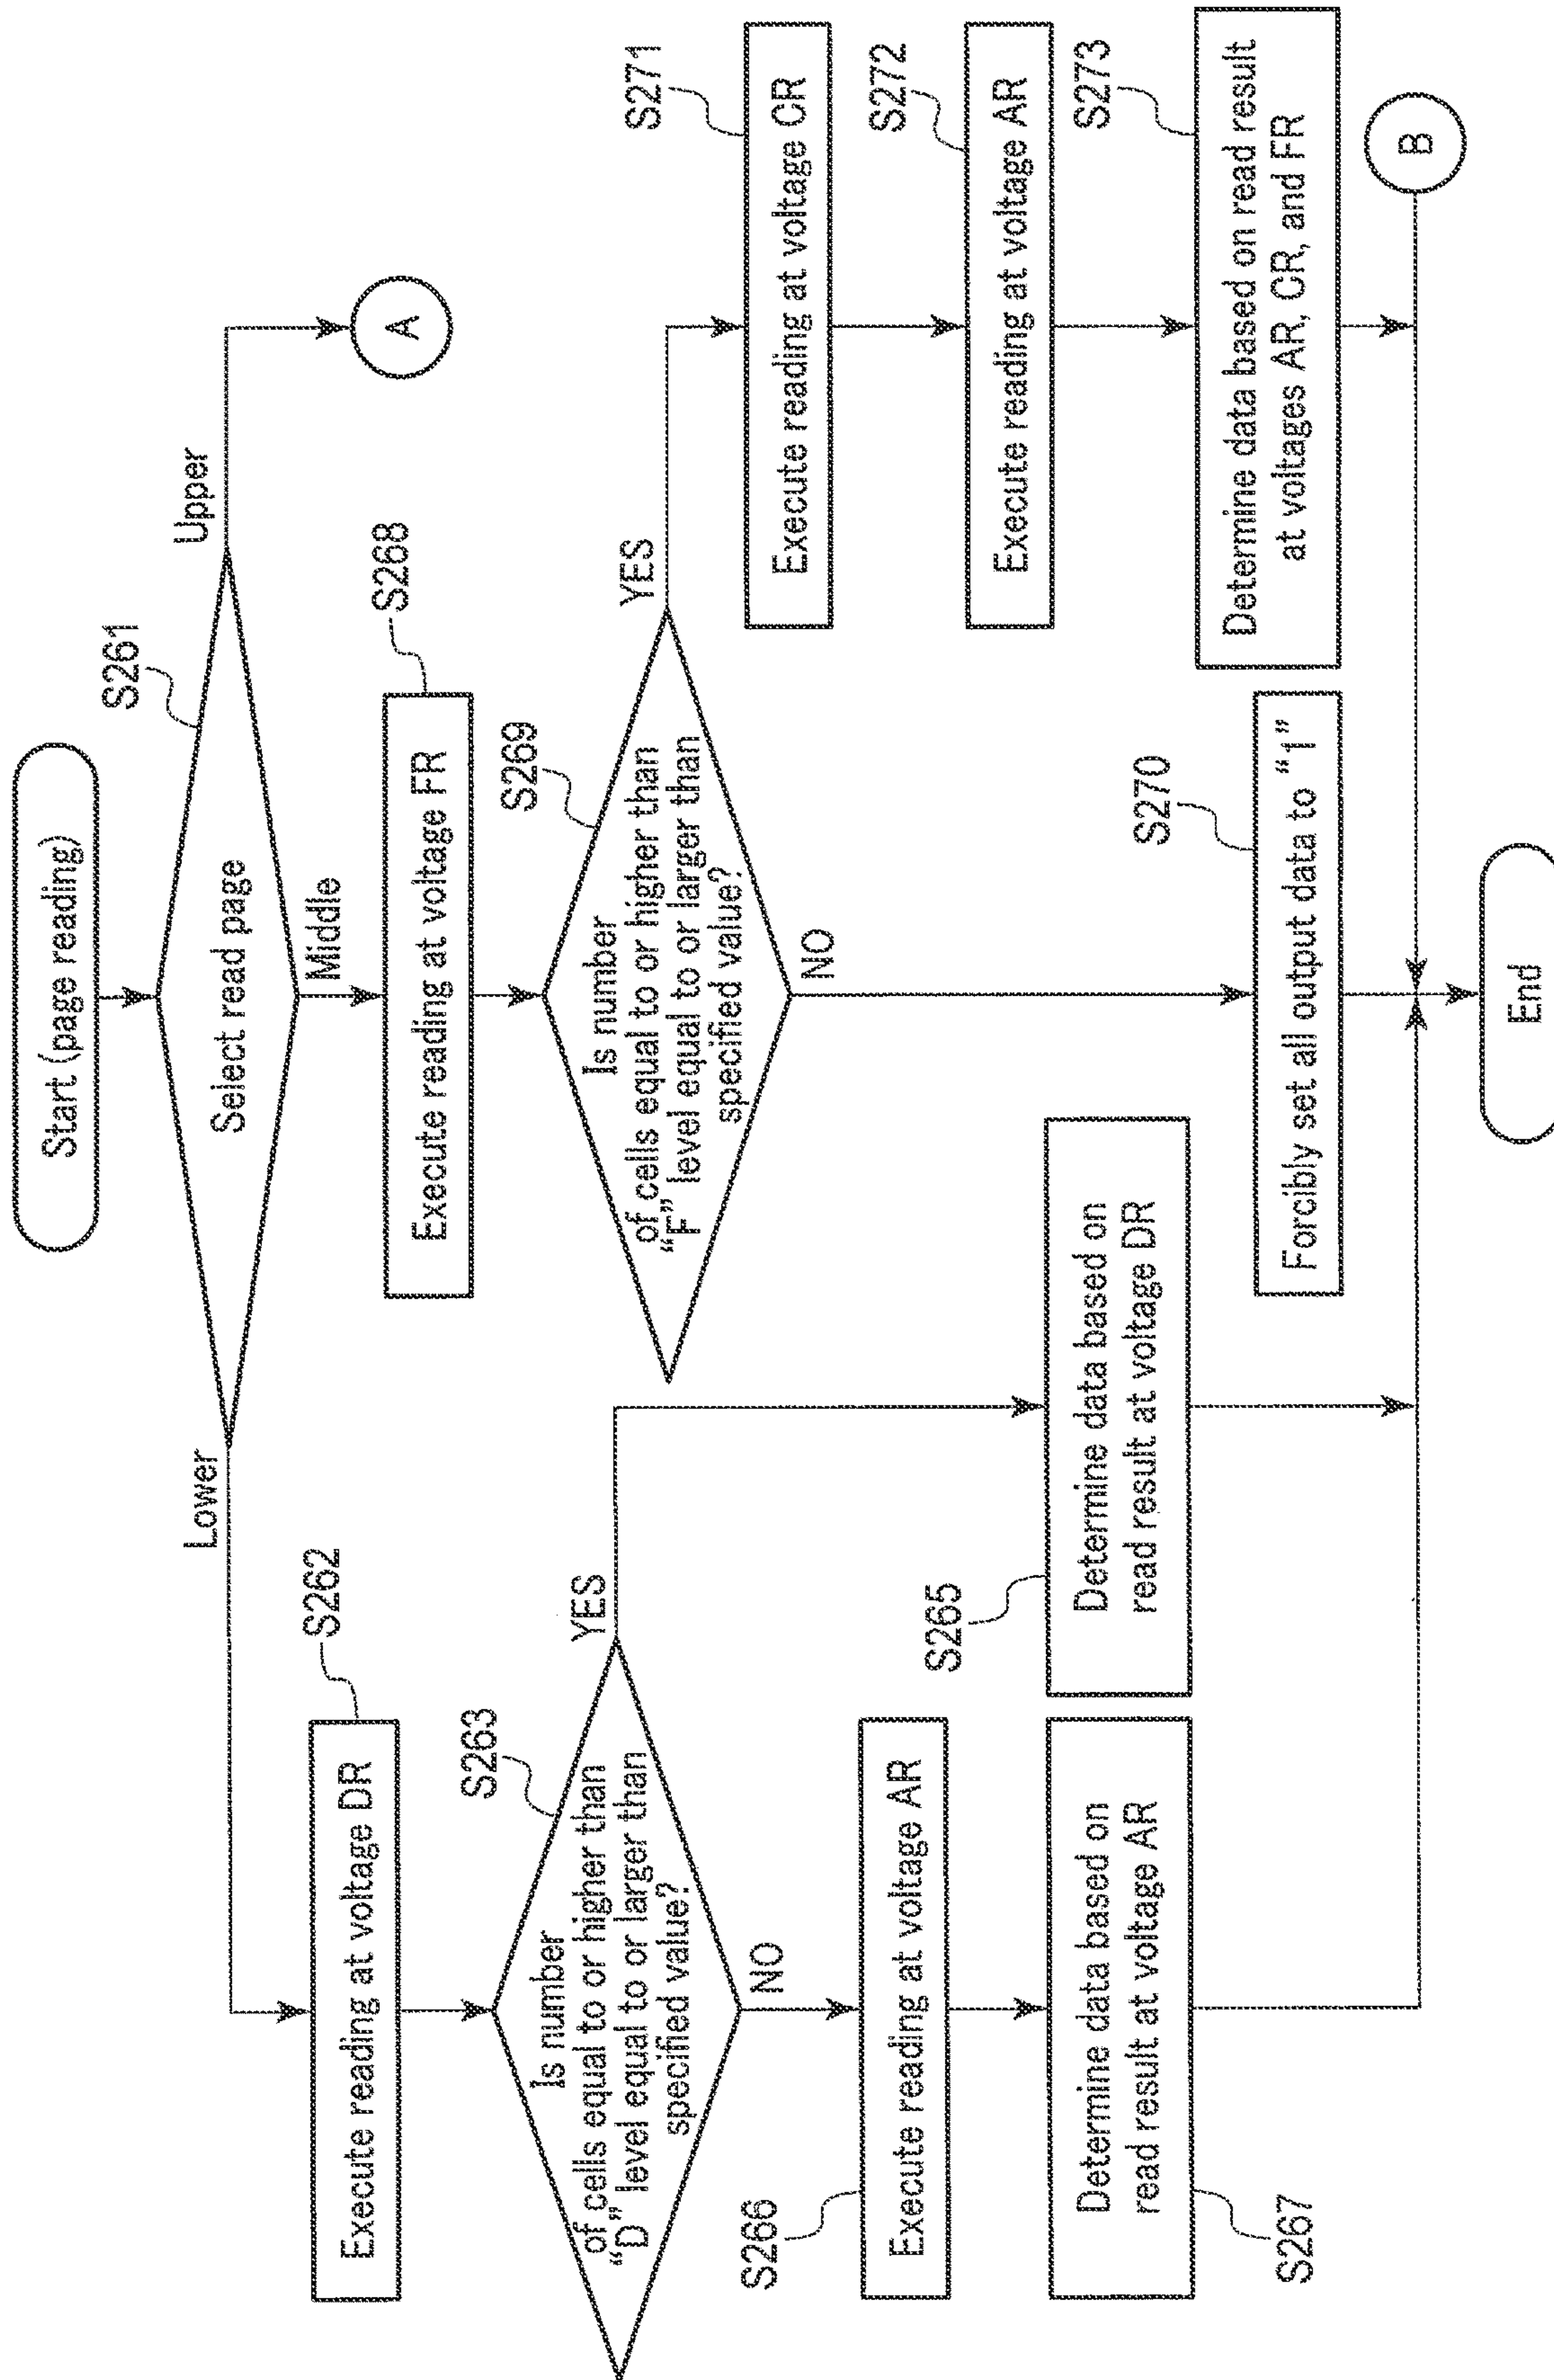 Start (page reading)
S261
Select read page
Lower
Middle
Upper
A
S262
Execute reading at voltage DR
S263
Is number
of cells equal to or higher than
“D” level equal to or larger than
specified value?
YES
NO
S266
Execute reading at voltage AR
S267
Determine data based on
read result at voltage AR
S265
Determine data based on
read result at voltage DR
S268
Execute reading at voltage FR
S269
Is number
of cells equal to or higher than
“F” level equal to or larger than
specified value?
YES
NO
S270
Forcibly set all output data to “1”
S271
Execute reading at voltage CR
S272
Execute reading at voltage AR
S273
Determine data based on read result
at voltages AR, CR, and FR
B
End